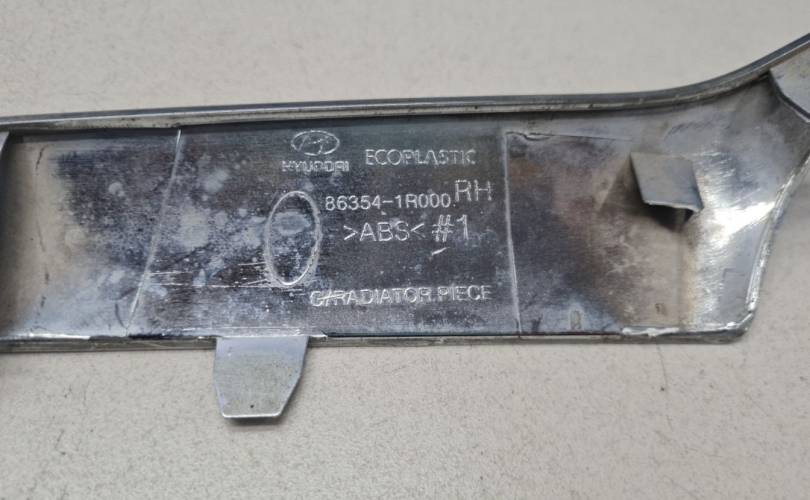 HYUNDAI ECOPLASTIC
86354-1R000 RH
>ABS< #1
G/RADIATOR PIECE